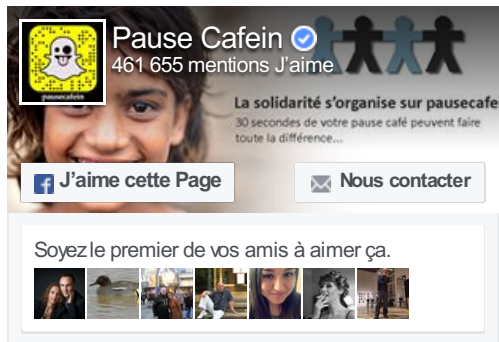 Pause Cafein
461 655 mentions J'aime
pausecafein
La solidarité s'organise sur pausecafe
30 secondes de votre pause café peuvent faire
toute la différence...
J'aime cette Page
Nous contacter
Soyez le premier de vos amis à aimer ça.